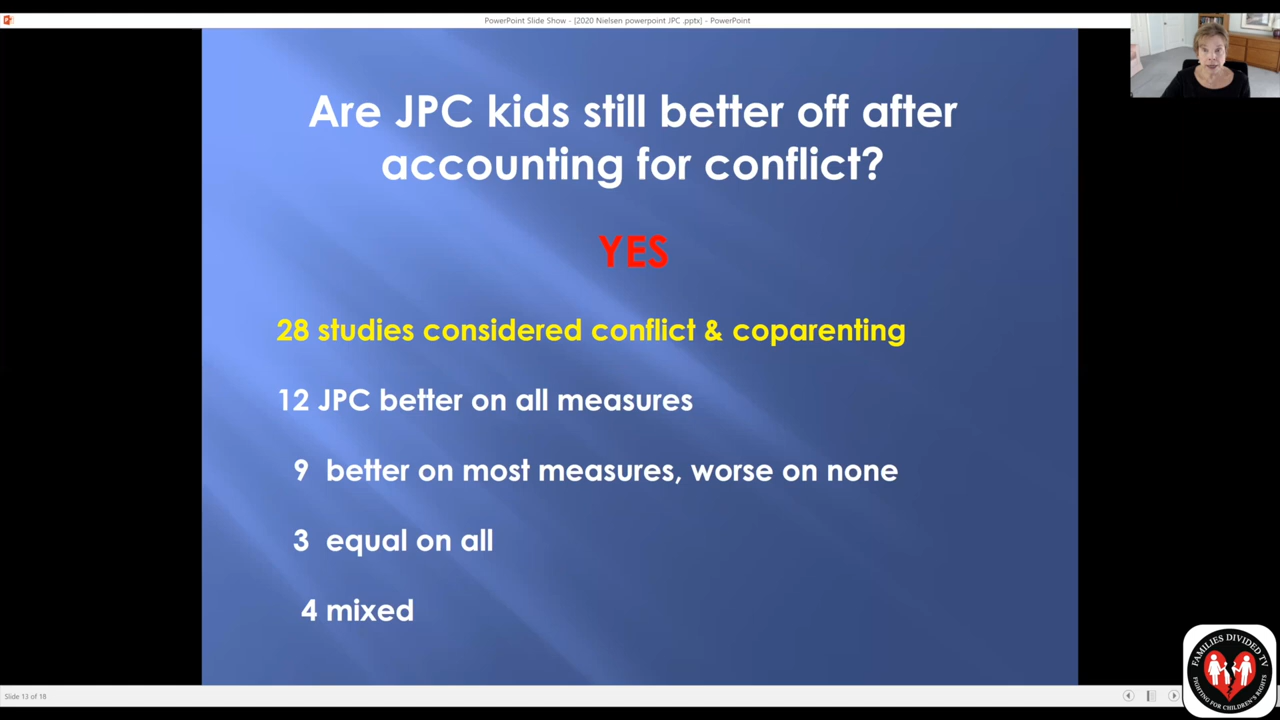 PowerPoint Slide Show - [2020 Nielsen powerpoint JPC .pptx] - PowerPoint
Are JPC kids still better off after
accounting for conflict?
YES
28 studies considered conflict & coparenting
12 JPC better on all measures
9 better on most measures, worse on none
3 equal on all
4 mixed
Slide 13 of 18
FAMILIES DIVIDED TV
FIGHTING FOR CHILDREN'S RIGHTS